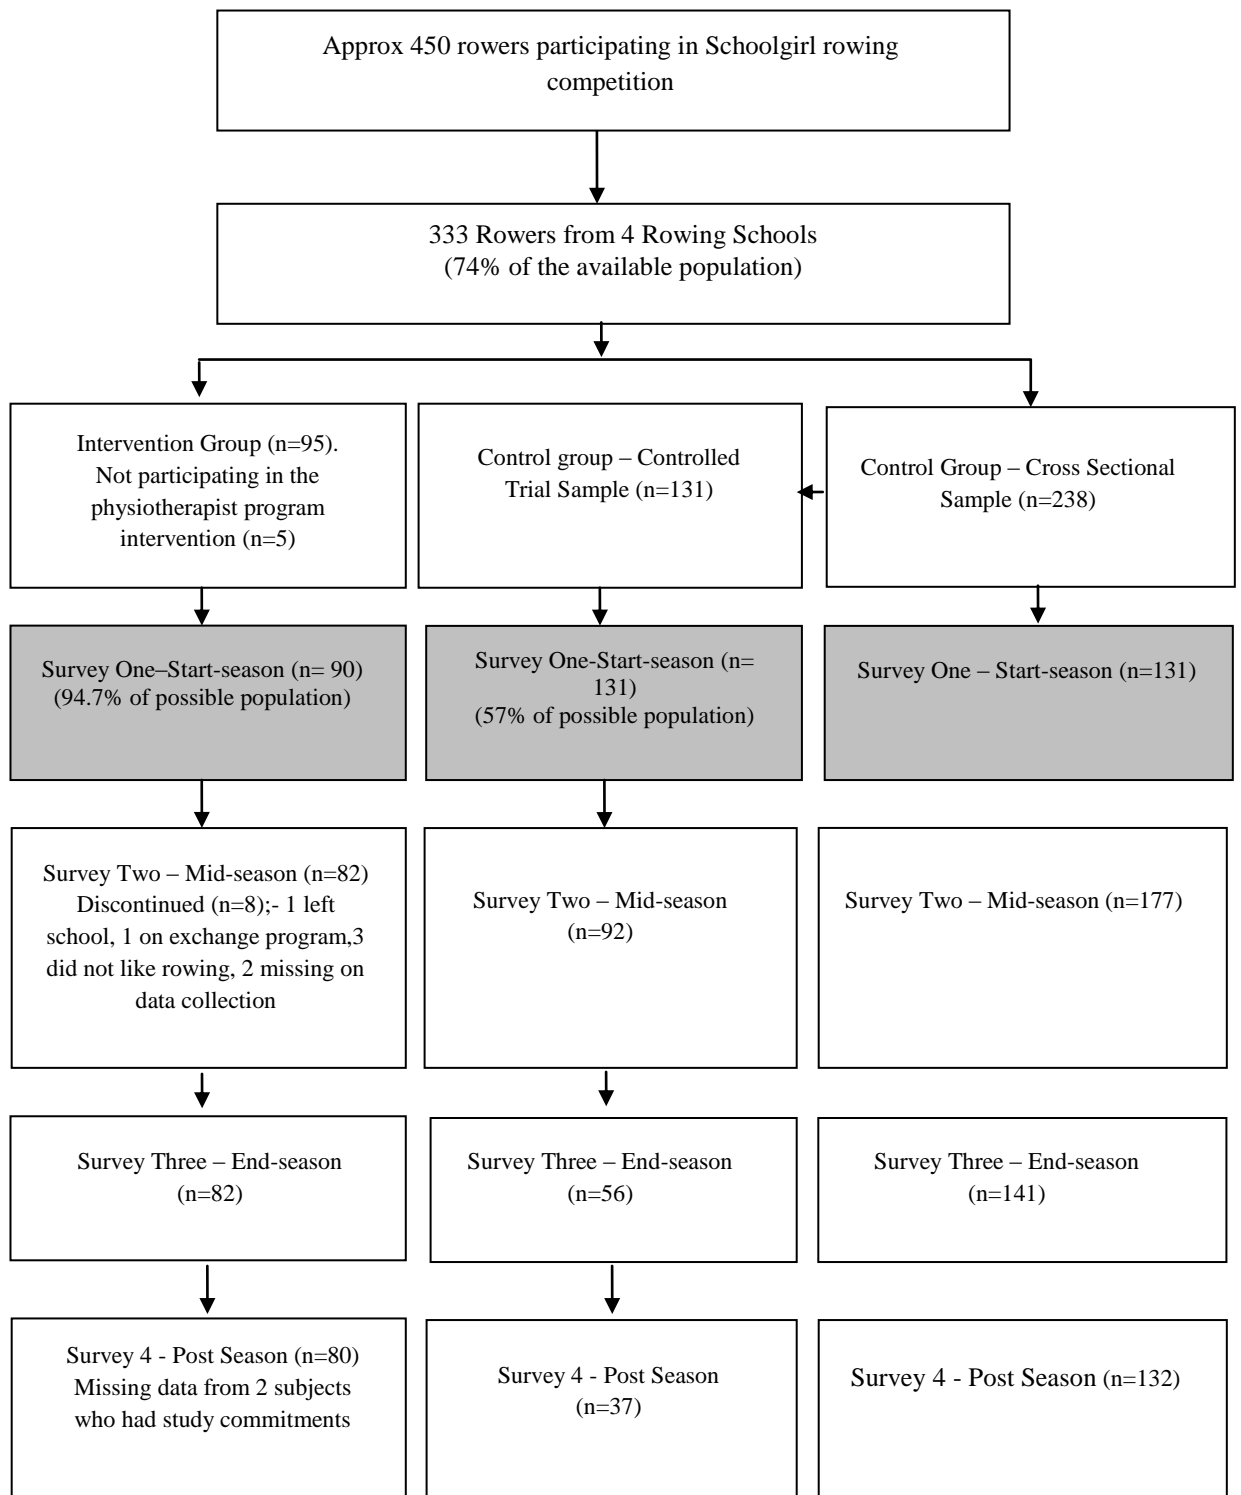 Approx 450 rowers participating in Schoolgirl rowing
competition
333 Rowers from 4 Rowing Schools
(74% of the available population)
Intervention Group (n=95).
Not participating in the
physiotherapist program
intervention (n=5)
Control group – Controlled
Trial Sample (n=131)
Control Group – Cross Sectional
Sample (n=238)
Survey One–Start-season (n= 90)
(94.7% of possible population)
Survey One-Start-season (n=
131)
(57% of possible population)
Survey One – Start-season (n=131)
Survey Two – Mid-season (n=82)
Discontinued (n=8);- 1 left
school, 1 on exchange program,3
did not like rowing, 2 missing on
data collection
Survey Two – Mid-season
(n=92)
Survey Two – Mid-season (n=177)
Survey Three – End-season
(n=82)
Survey Three – End-season
(n=56)
Survey Three – End-season
(n=141)
Survey 4 - Post Season (n=80)
Missing data from 2 subjects
who had study commitments
Survey 4 - Post Season
(n=37)
Survey 4 - Post Season (n=132)